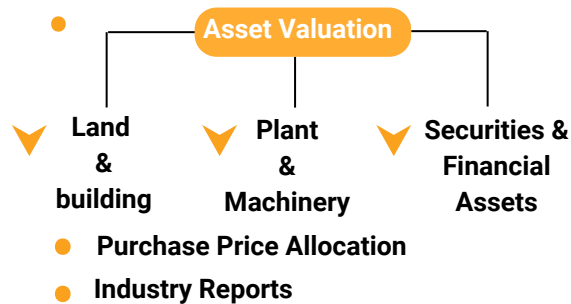 Asset Valuation
Land
&
building
Plant
&
Machinery
Securities &
Financial
Assets
Purchase Price Allocation
Industry Reports